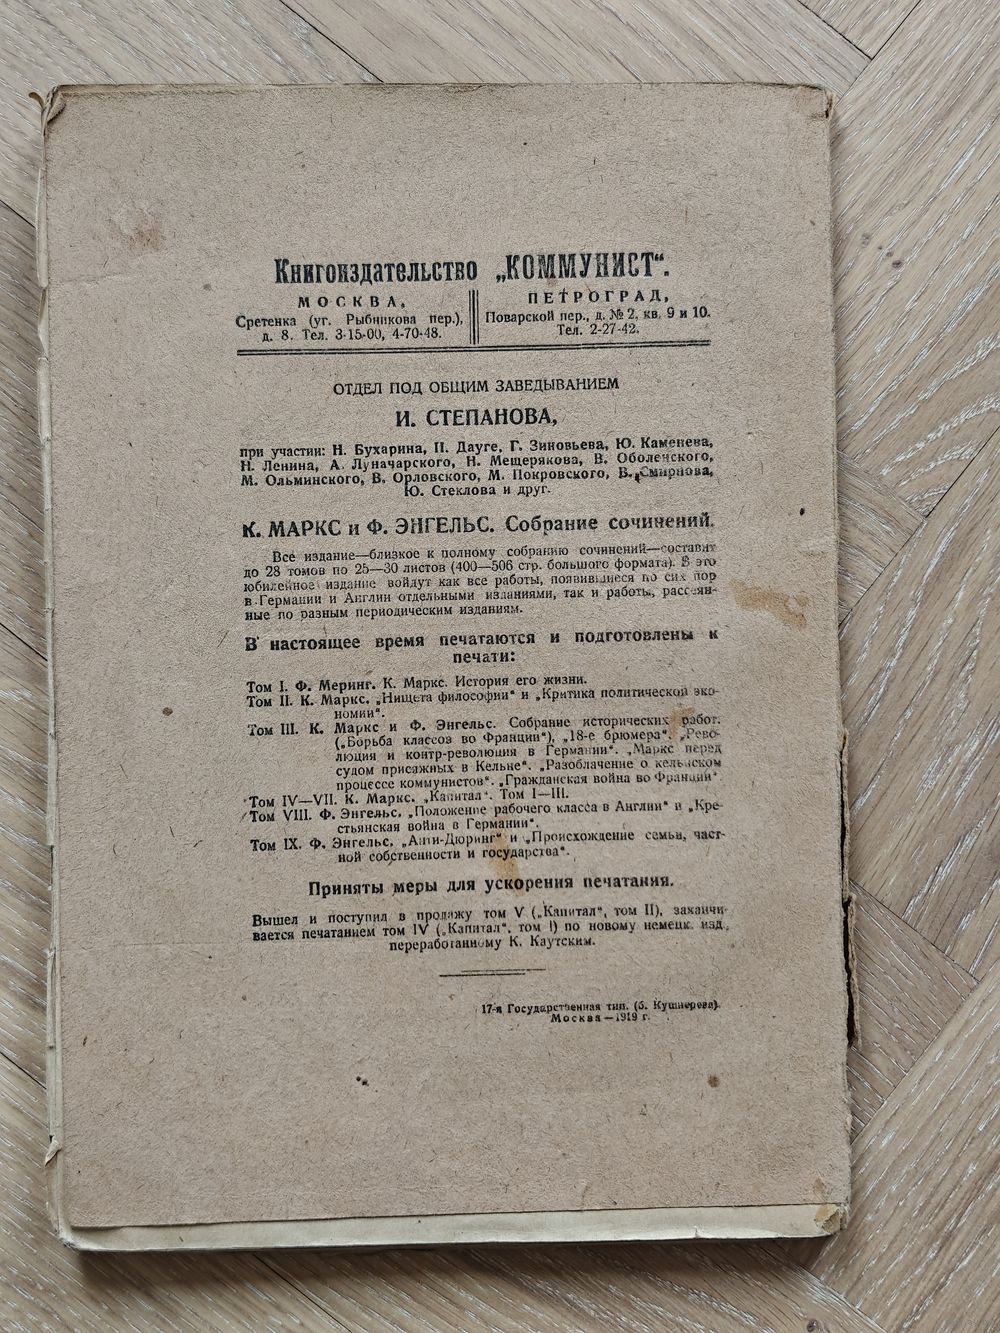 Книгоиздательство „КОММУНИСТ“.
МОСКВА,
Сретенка (уг. Рыбникова пер.),
д. 8. Тел. 3-15-00, 4-70-48.
ПЕТРОГРАД,
Поварской пер., д. № 2, кв. 9 и 10.
Тел. 2-27-42.
ОТДЕЛ ПОД ОБЩИМ ЗАВЕДЫВАНИЕМ
И. СТЕПАНОВА,
при участии: Н. Бухарина, П. Дауге, Г. Зиновьева, Ю. Каменева,
Н. Ленина, А. Луначарского, Н. Мещерякова, В. Оболенского,
М. Ольминского, В. Орловского, М. Покровского, В. Смирнова,
Ю. Стеклова и друг.
К. МАРКС и Ф. ЭНГЕЛЬС. Собрание сочинений.
Все издание—близкое к полному собранию сочинений—составит
до 28 томов по 25—30 листов (400—506 стр. большого формата). В это
юбилейное издание войдут как все работы, появившиеся по сих пор
в Германии и Англии отдельными изданиями, так и работы, рассеян-
ные по разным периодическим изданиям.
В настоящее время печатаются и подготовлены к
печати:
Том I. Ф. Меринг. К. Маркс. История его жизни.
Том II. К. Маркс. „Нищета философии“ и „Критика политической эко-
номии“.
Том III. К. Маркс и Ф. Энгельс. Собрание исторических работ.
(„Борьба классов во Франции“), „18-е брюмера“. „Рево-
люция и контр-революция в Германии“. „Маркс перед
судом присяжных в Кельне“. „Разоблачение о кельнском
процессе коммунистов“. „Гражданская война во Франции“.
Том IV—VII. К. Маркс. „Капитал“. Том I—III.
Том VIII. Ф. Энгельс. „Положение рабочего класса в Англии“ и „Кре-
стьянская война в Германии“.
Том IX. Ф. Энгельс. „Анти-Дюринг“ и „Происхождение семьи, част-
ной собственности и государства“.
Приняты меры для ускорения печатания.
Вышел и поступил в продажу том V („Капитал“, том II), заканчи-
вается печатанием том IV („Капитал“, том I) по новому немецк. изд.,
переработанному К. Каутским.
17-я Государственная тип. (б. Кушнерева).
Москва—1919 г.